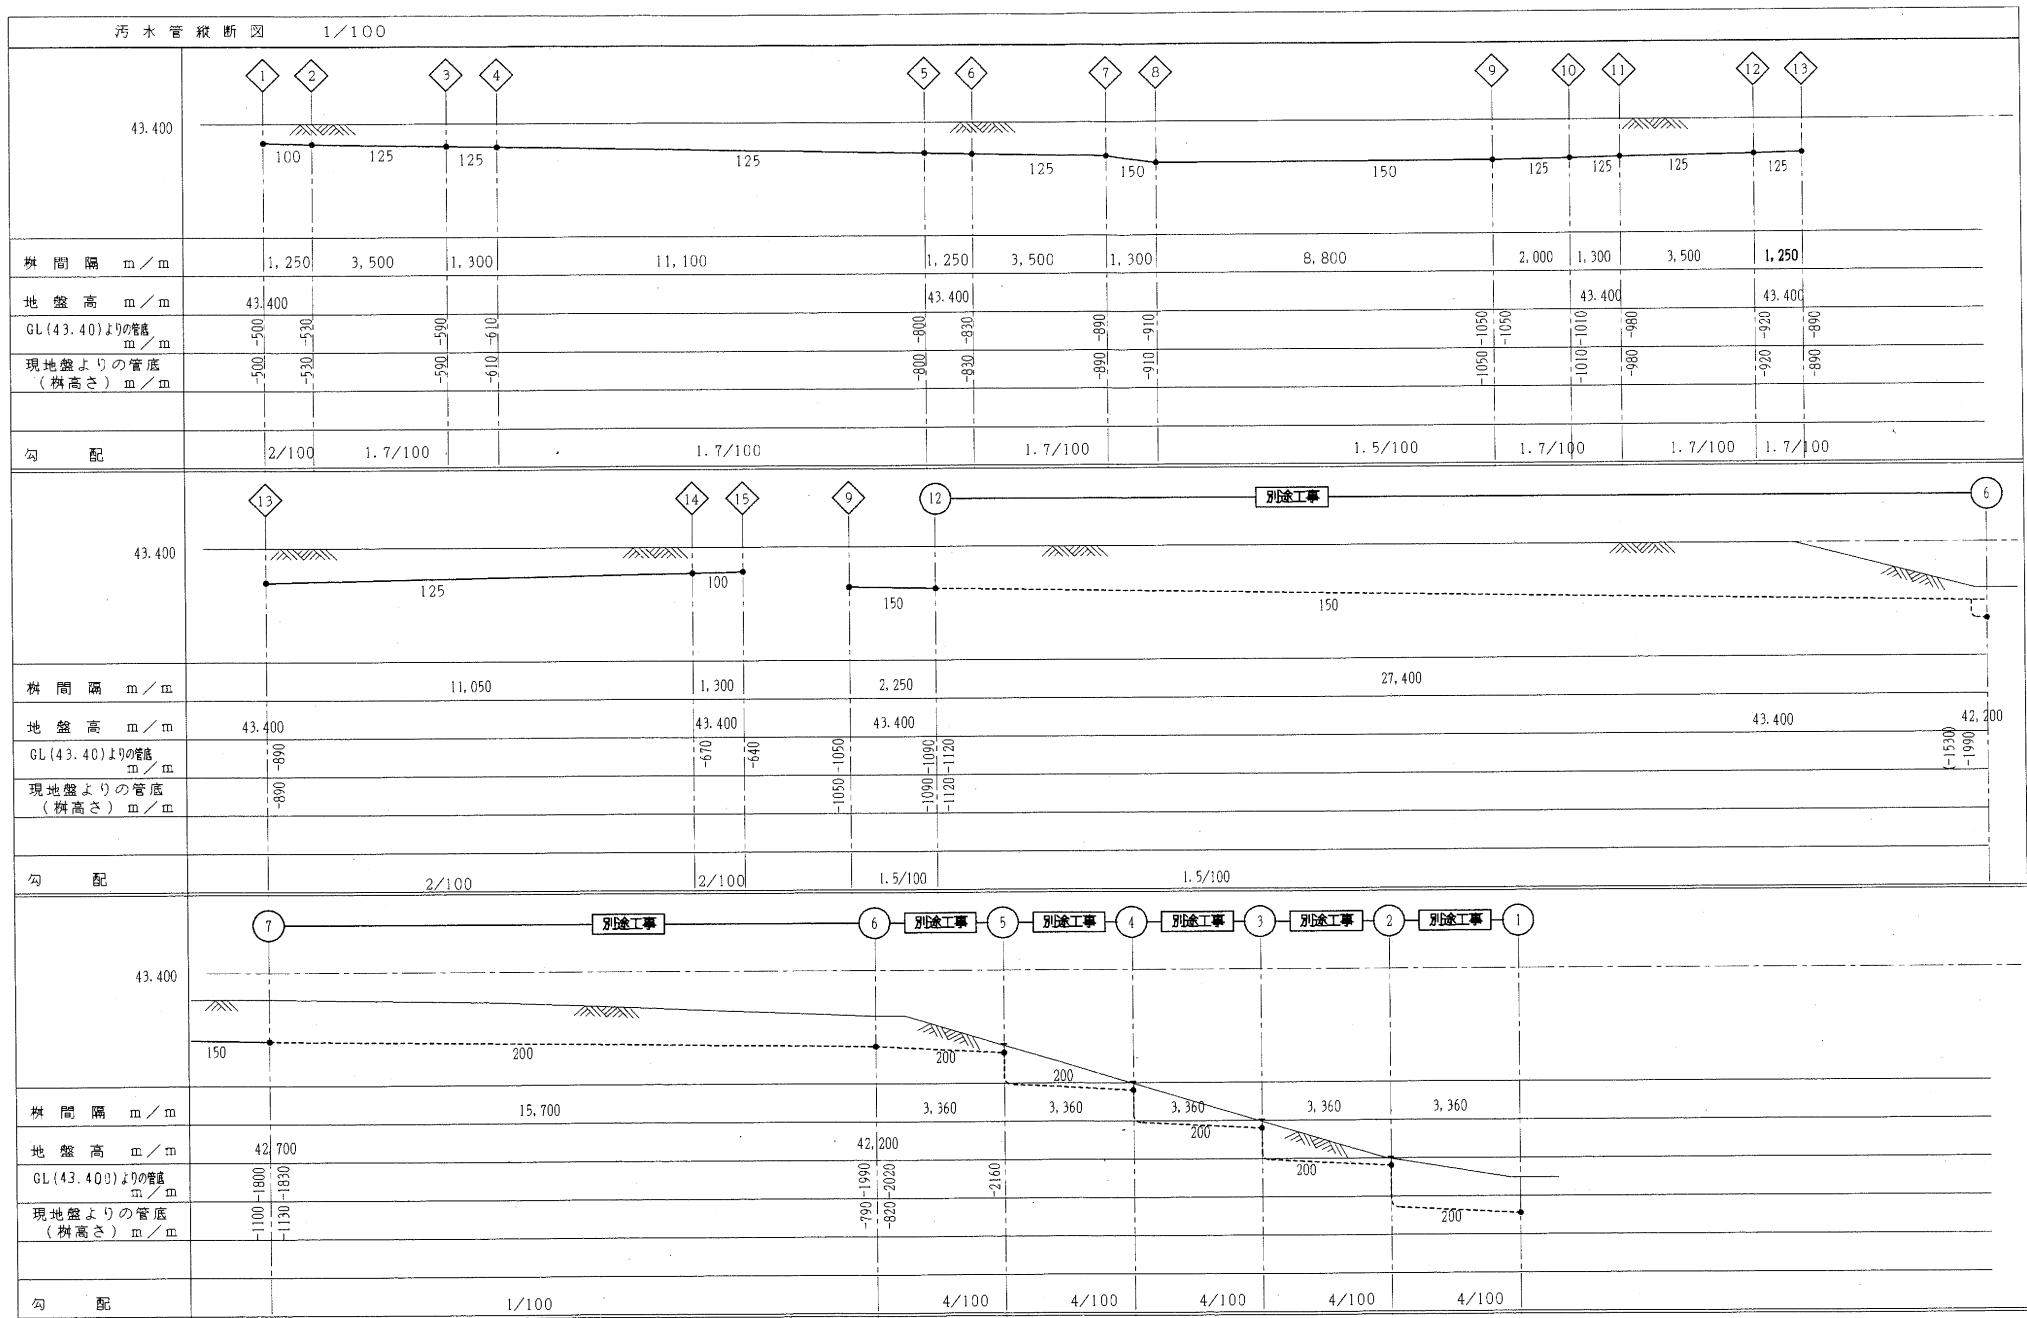 汚水管縦断図 1/100
1 2 3 4 5 6 7 8 9 10 11 12 13
43.400
100 125 125 125 125 150 150 125 125 125 125
桝間隔 m/m 1,250 3,500 1,300 11,100 1,250 3,500 1,300 8,800 2,000 1,300 3,500 1,250
地盤高 m/m 43.400 43.400 43.400 43.400
GL(43.40)よりの管底 m/m -500 -530 -590 -610 -800 -830 -890 -910 -1050 -1050 -1010 -980 -920 -890
現地盤よりの管底
(桝高さ) m/m -500 -530 -590 -610 -800 -830 -890 -910 -1050 -1010 -980 -920 -890
勾配 2/100 1.7/100 1.7/100 1.7/100 1.5/100 1.7/100 1.7/100 1.7/100
13 14 15 9 12 別途工事 6
43.400
125 100 150 150
桝間隔 m/m 11,050 1,300 2,250 27,400
地盤高 m/m 43.400 43.400 43.400 43.400 42,200
GL(43.40)よりの管底 m/m -890 -670 -640 -1050 -1090 -1120 (-1530) -1990
現地盤よりの管底
(桝高さ) m/m -890 -1050 -1090 -1120
勾配 2/100 2/100 1.5/100 1.5/100
7 別途工事 6 別途工事 5 別途工事 4 別途工事 3 別途工事 2 別途工事 1
43.400
150 200 200 200 200 200 200
桝間隔 m/m 15,700 3,360 3,360 3,360 3,360 3,360
地盤高 m/m 42,700 42,200
GL(43.400)よりの管底 m/m -1800 -1830 -1990 -2020 -2160
現地盤よりの管底
(桝高さ) m/m -1100 -1130 -790 -820
勾配 1/100 4/100 4/100 4/100 4/100 4/100